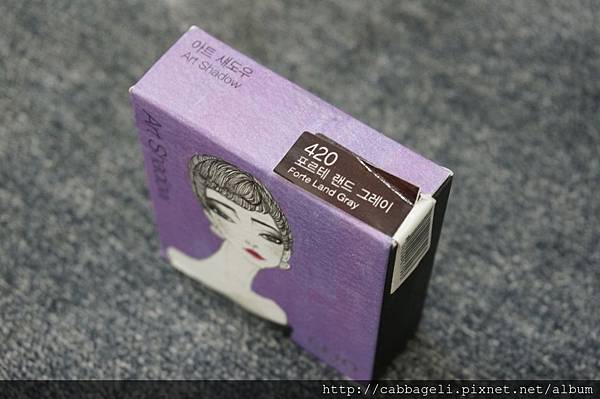 아트 섀도우
Art Shadow
420
포르테 랜드 그레이
Forte Land Gray
Art Shadow
http://cabbageli.pixnet.net/album